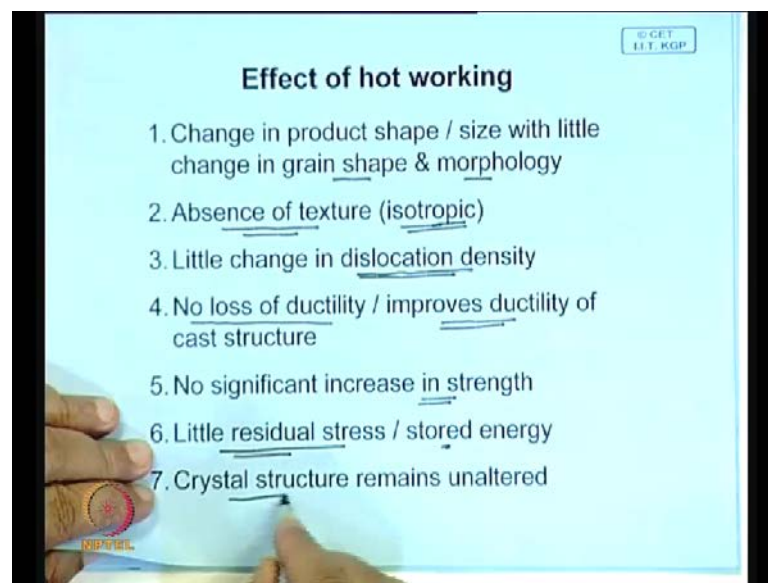 © CET
I.I.T. KGP
Effect of hot working
1. Change in product shape / size with little
change in grain shape & morphology
2. Absence of texture (isotropic)
3. Little change in dislocation density
4. No loss of ductility / improves ductility of
cast structure
5. No significant increase in strength
6. Little residual stress / stored energy
7. Crystal structure remains unaltered
NPTEL